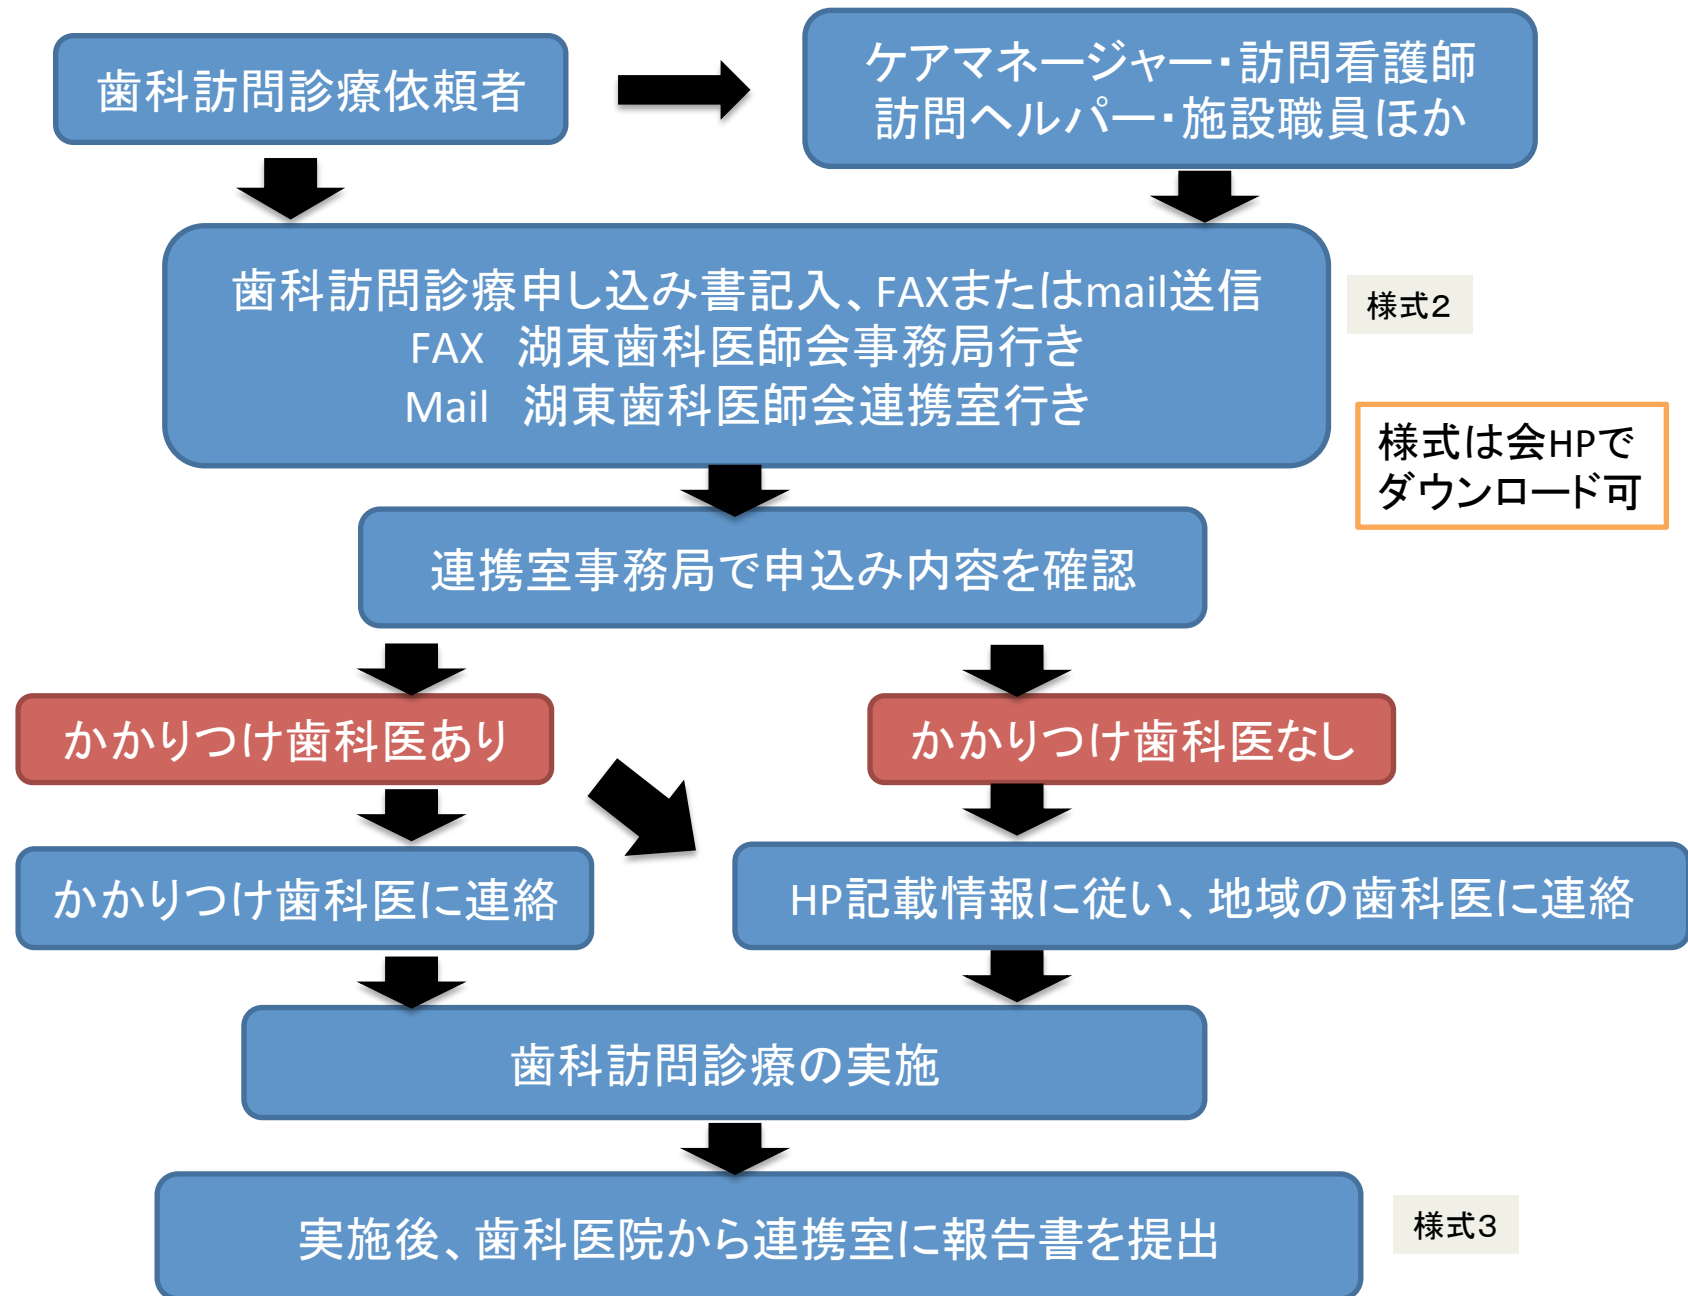 歯科訪問診療依頼者
ケアマネージャー・訪問看護師
訪問ヘルパー・施設職員ほか
歯科訪問診療申し込み書記入、FAXまたはmail送信
FAX　湖東歯科医師会事務局行き
Mail　湖東歯科医師会連携室行き
様式2
様式は会HPで
ダウンロード可
連携室事務局で申込み内容を確認
かかりつけ歯科医あり
かかりつけ歯科医なし
かかりつけ歯科医に連絡
HP記載情報に従い、地域の歯科医に連絡
歯科訪問診療の実施
実施後、歯科医院から連携室に報告書を提出
様式3